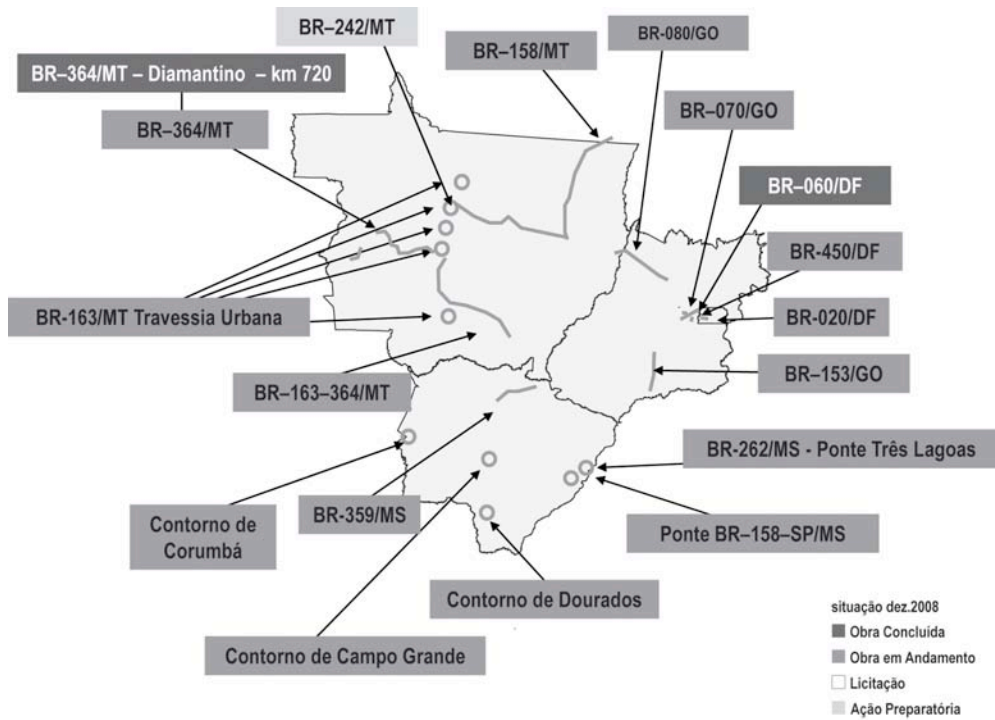 BR–242/MT
BR–158/MT
BR-080/GO
BR–364/MT – Diamantino – km 720
BR–364/MT
BR–070/GO
BR–060/DF
BR-450/DF
BR-020/DF
BR-163/MT Travessia Urbana
BR–153/GO
BR–163–364/MT
BR-262/MS - Ponte Três Lagoas
BR-359/MS
Contorno de
Corumbá
Ponte BR–158–SP/MS
Contorno de Dourados
Contorno de Campo Grande
situação dez.2008
Obra Concluída
Obra em Andamento
Licitação
Ação Preparatória